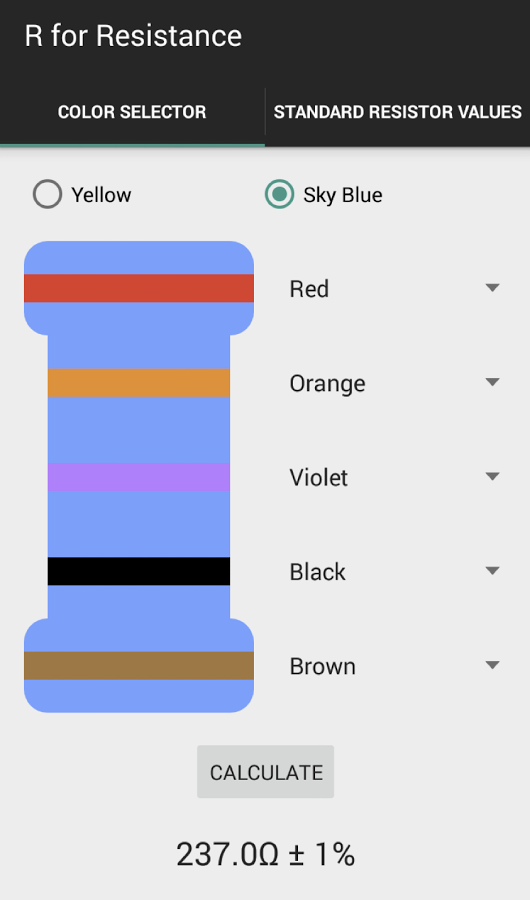 R for Resistance
COLOR SELECTOR STANDARD RESISTOR VALUES
Yellow Sky Blue
Red
Orange
Violet
Black
Brown
CALCULATE
237.0Ω ± 1%